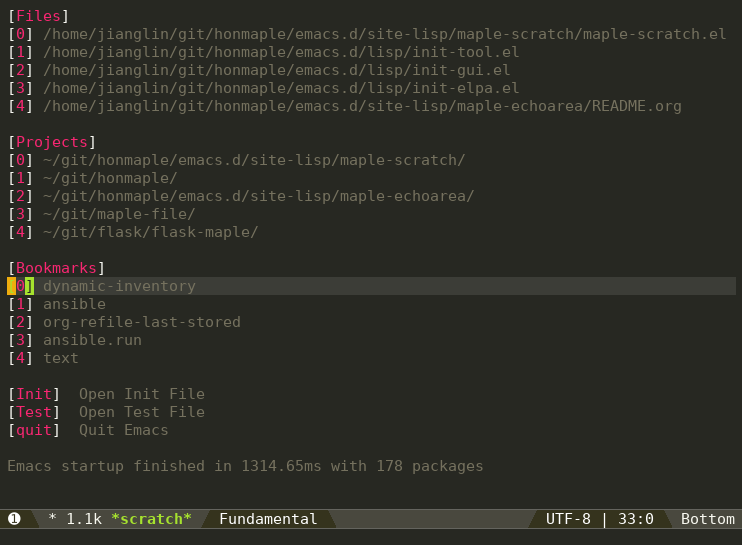 [Files]
[0] /home/jianglin/git/honmaple/emacs.d/site-lisp/maple-scratch/maple-scratch.el
[1] /home/jianglin/git/honmaple/emacs.d/lisp/init-tool.el
[2] /home/jianglin/git/honmaple/emacs.d/lisp/init-gui.el
[3] /home/jianglin/git/honmaple/emacs.d/lisp/init-elpa.el
[4] /home/jianglin/git/honmaple/emacs.d/site-lisp/maple-echoarea/README.org
[Projects]
[0] ~/git/honmaple/emacs.d/site-lisp/maple-scratch/
[1] ~/git/honmaple/
[2] ~/git/honmaple/emacs.d/site-lisp/maple-echoarea/
[3] ~/git/maple-file/
[4] ~/git/flask/flask-maple/
[Bookmarks]
[0] dynamic-inventory
[1] ansible
[2] org-refile-last-stored
[3] ansible.run
[4] text
[Init]  Open Init File
[Test]  Open Test File
[quit]  Quit Emacs
Emacs startup finished in 1314.65ms with 178 packages
❶ * 1.1k *scratch* Fundamental UTF-8 | 33:0 Bottom